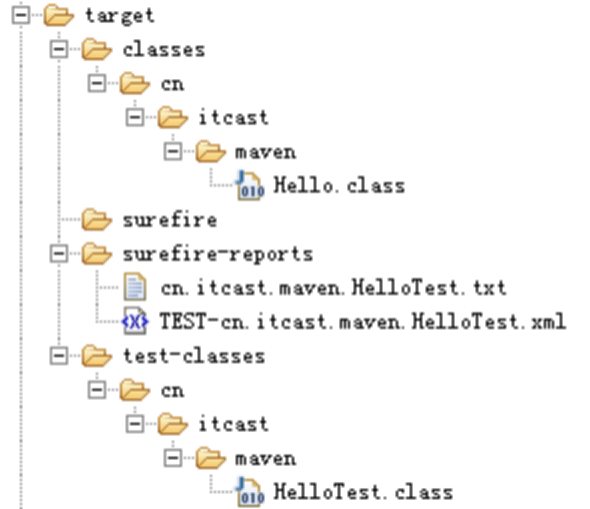 target
classes
cn
itcast
maven
Hello.class
surefire
surefire-reports
cn.itcast.maven.HelloTest.txt
TEST-cn.itcast.maven.HelloTest.xml
test-classes
cn
itcast
maven
HelloTest.class